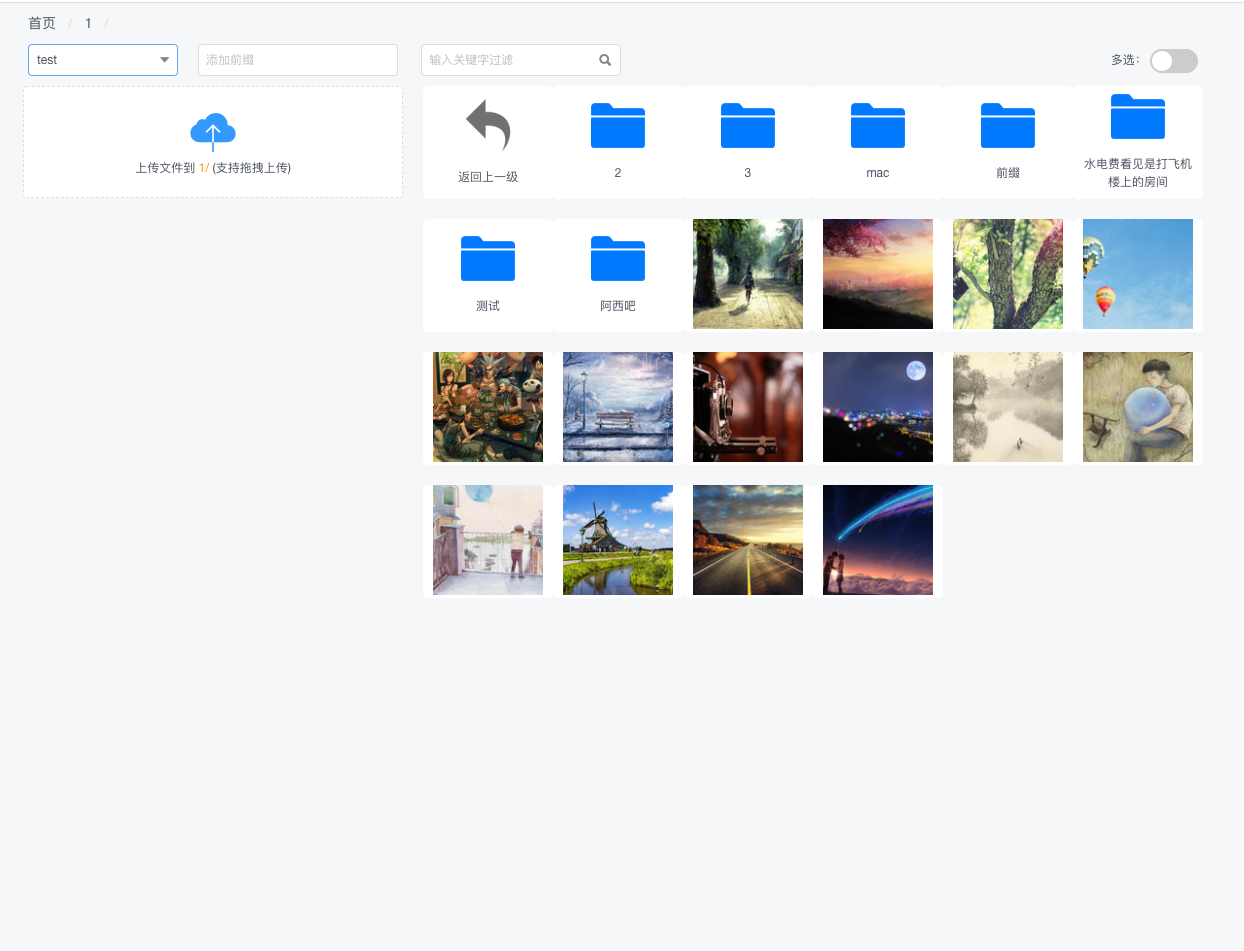 首页 / 1 /
test
添加前缀
输入关键字过滤
多选：
上传文件到 1/ (支持拖拽上传)
返回上一级
2
3
mac
前缀
水电费看见是打飞机
楼上的房间
测试
阿西吧